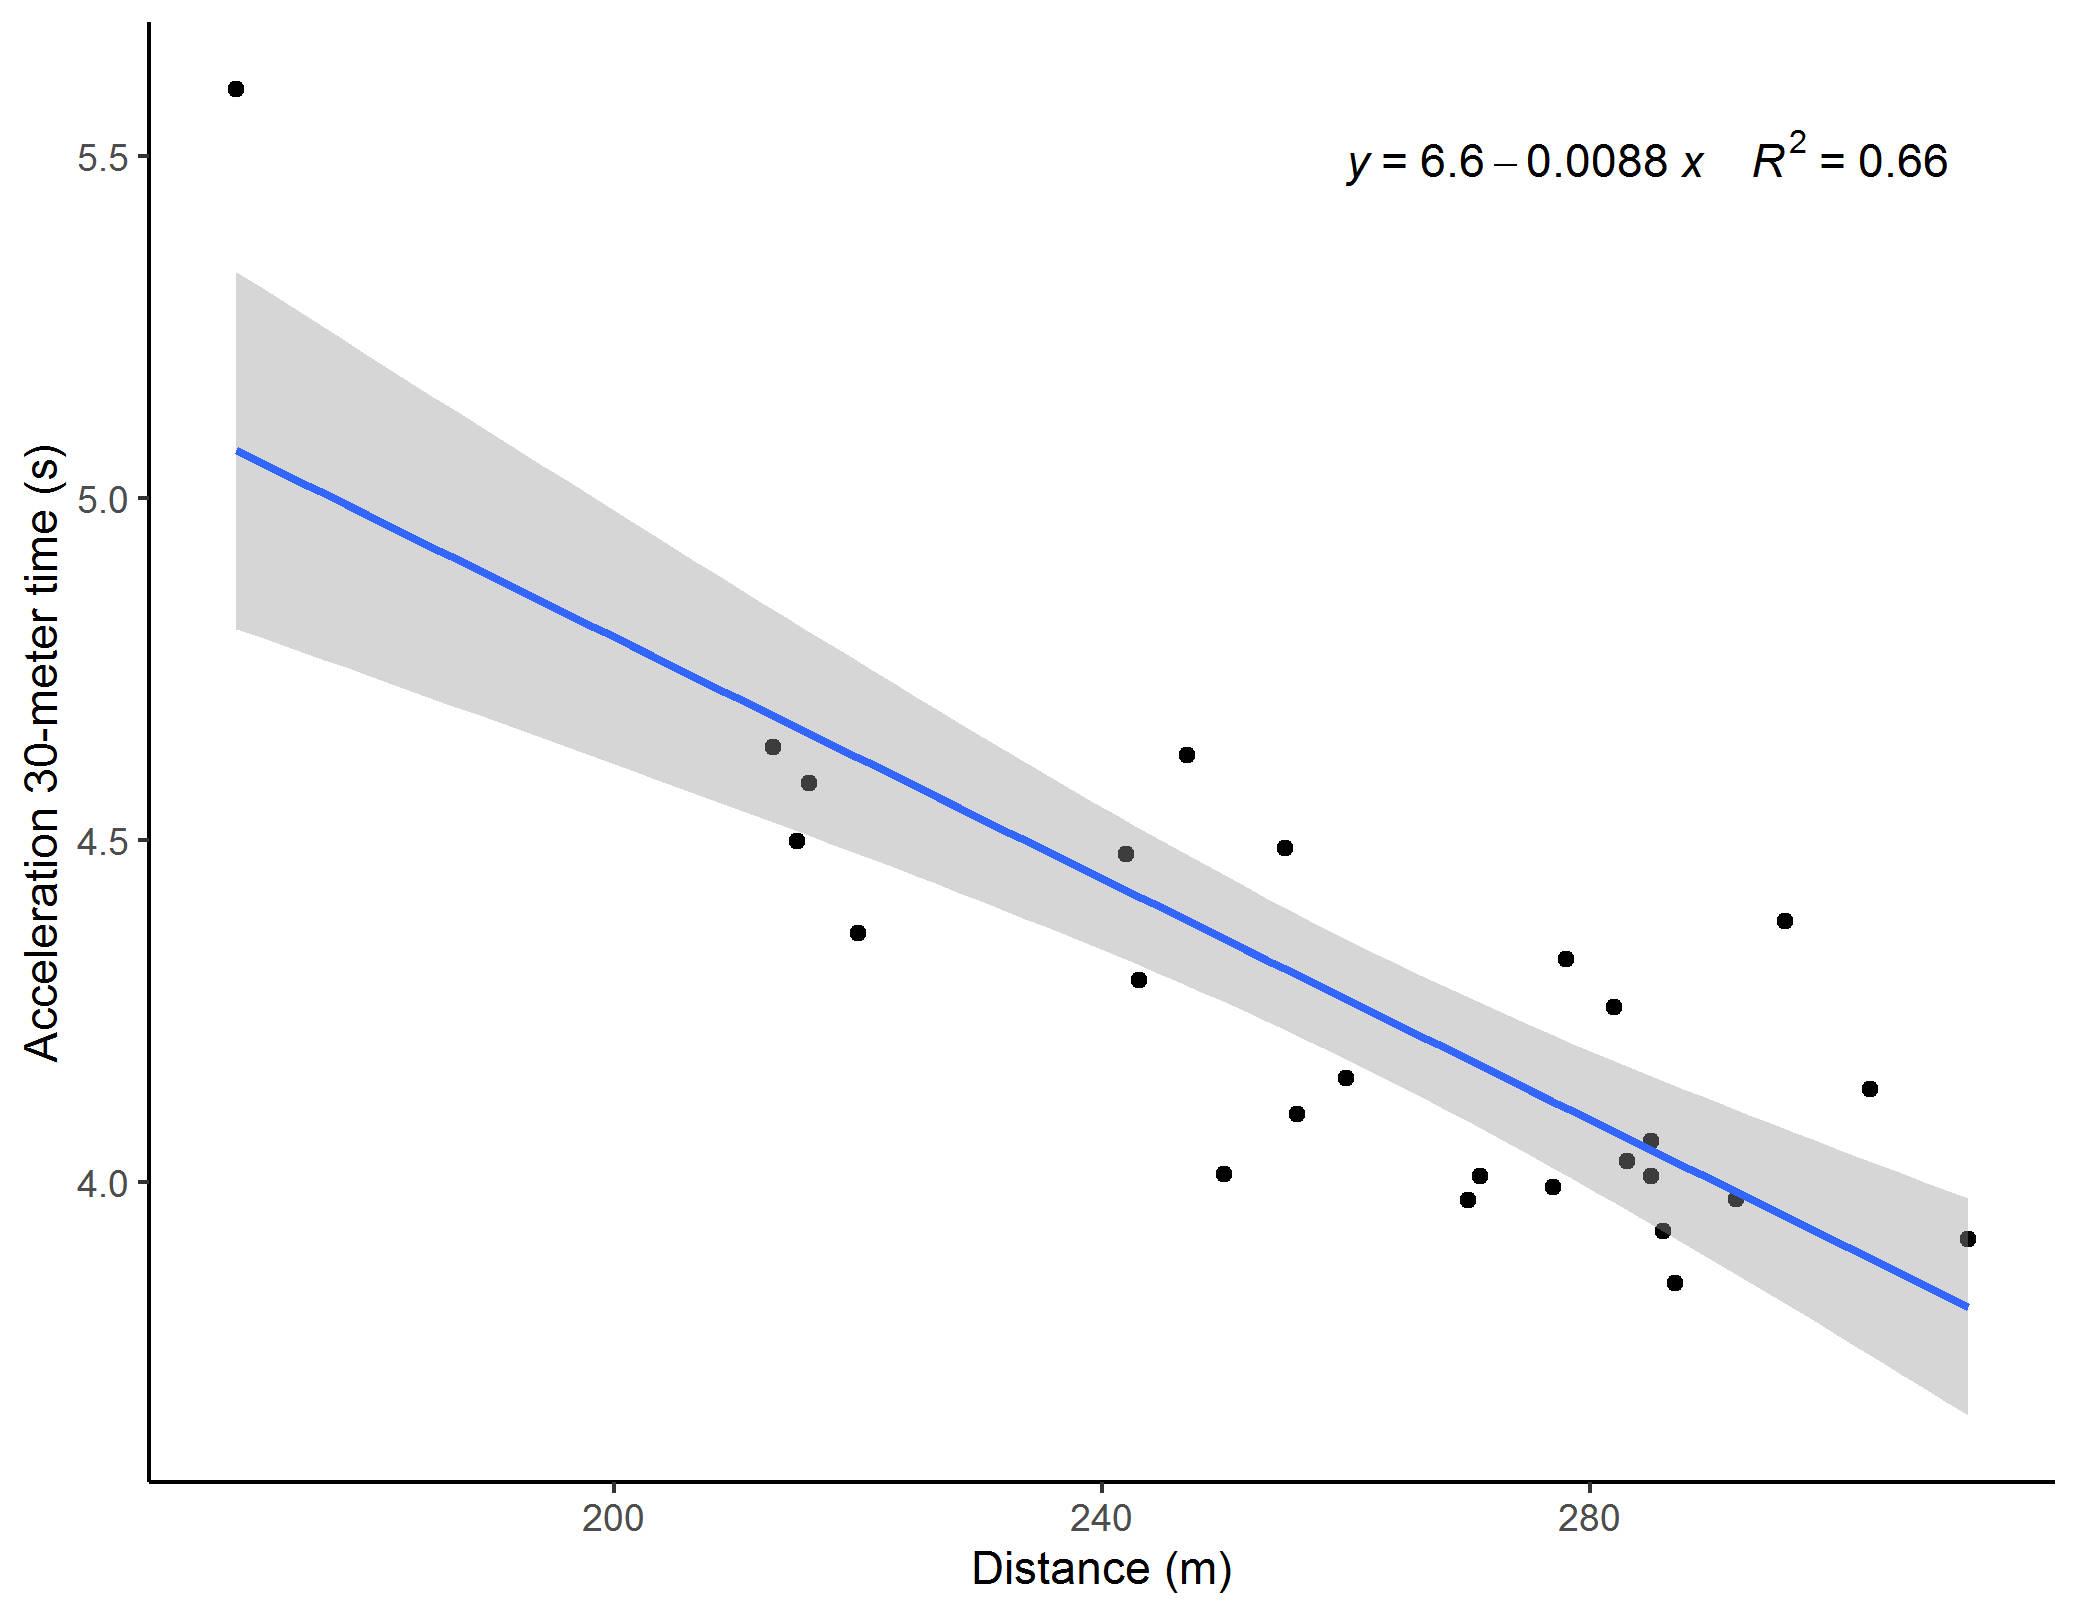 y = 6.6 − 0.0088 x R² = 0.66
Acceleration 30-meter time (s)
5.5
5.0
4.5
4.0
200 240 280
Distance (m)